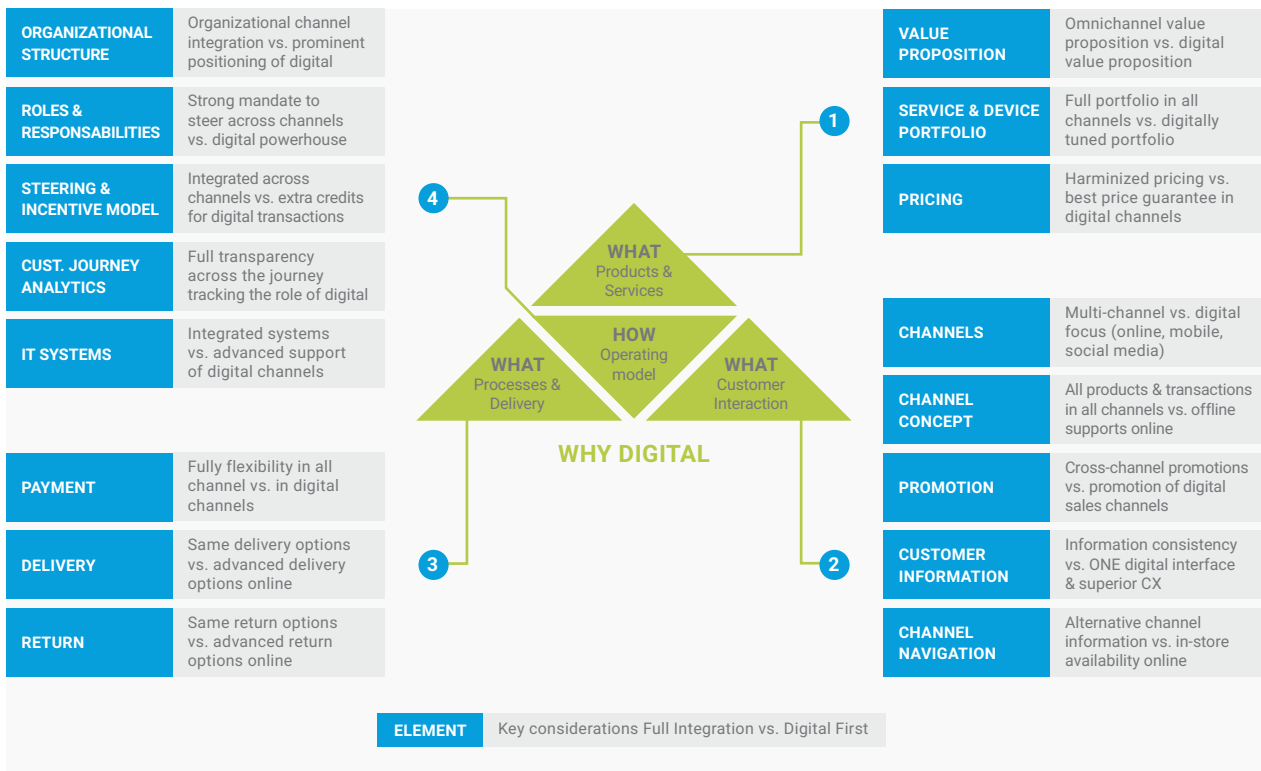 ORGANIZATIONAL
STRUCTURE
Organizational channel
integration vs. prominent
positioning of digital
ROLES &
RESPONSABILITIES
Strong mandate to
steer across channels
vs. digital powerhouse
STEERING &
INCENTIVE MODEL
Integrated across
channels vs. extra credits
for digital transactions
CUST. JOURNEY
ANALYTICS
Full transparency
across the journey
tracking the role of digital
IT SYSTEMS
Integrated systems
vs. advanced support
of digital channels
PAYMENT
Fully flexibility in all
channel vs. in digital
channels
DELIVERY
Same delivery options
vs. advanced delivery
options online
RETURN
Same return options
vs. advanced return
options online
4
3
WHAT
Products &
Services
HOW
Operating
model
WHAT
Processes &
Delivery
WHAT
Customer
Interaction
WHY DIGITAL
1
2
VALUE
PROPOSITION
Omnichannel value
proposition vs. digital
value proposition
SERVICE & DEVICE
PORTFOLIO
Full portfolio in all
channels vs. digitally
tuned portfolio
PRICING
Harminized pricing vs.
best price guarantee in
digital channels
CHANNELS
Multi-channel vs. digital
focus (online, mobile,
social media)
CHANNEL
CONCEPT
All products & transactions
in all channels vs. offline
supports online
PROMOTION
Cross-channel promotions
vs. promotion of digital
sales channels
CUSTOMER
INFORMATION
Information consistency
vs. ONE digital interface
& superior CX
CHANNEL
NAVIGATION
Alternative channel
information vs. in-store
availability online
ELEMENT
Key considerations Full Integration vs. Digital First